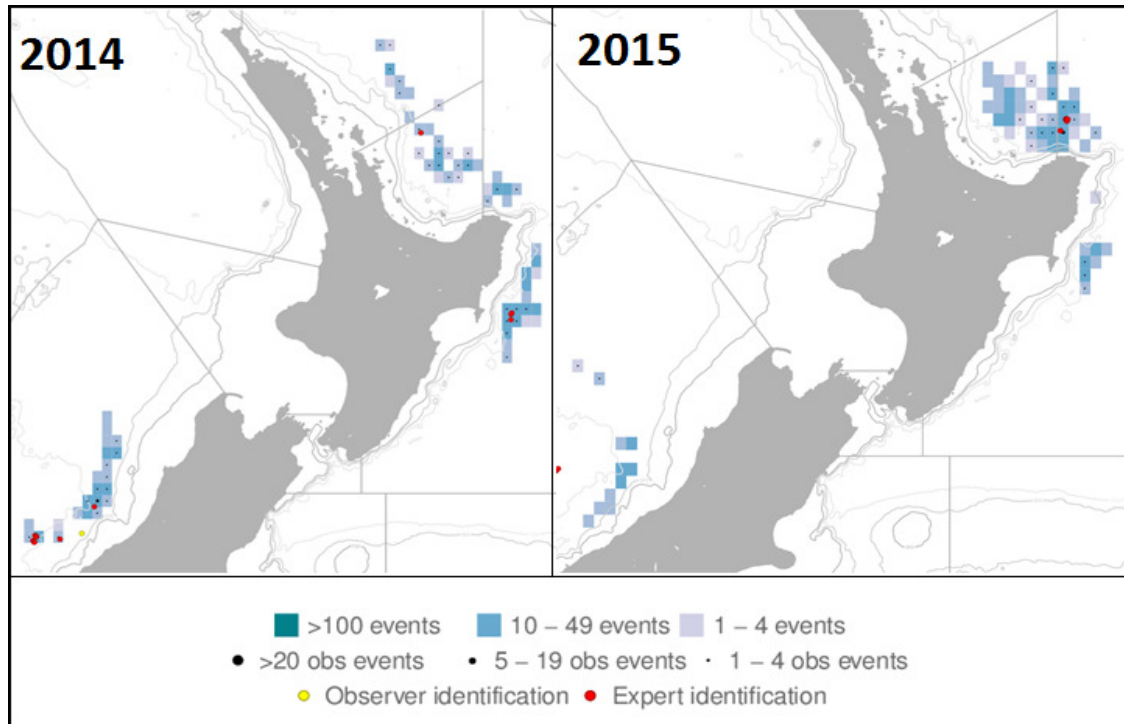 2014
2015
>100 events 10 – 49 events 1 – 4 events
>20 obs events 5 – 19 obs events 1 – 4 obs events
Observer identification Expert identification